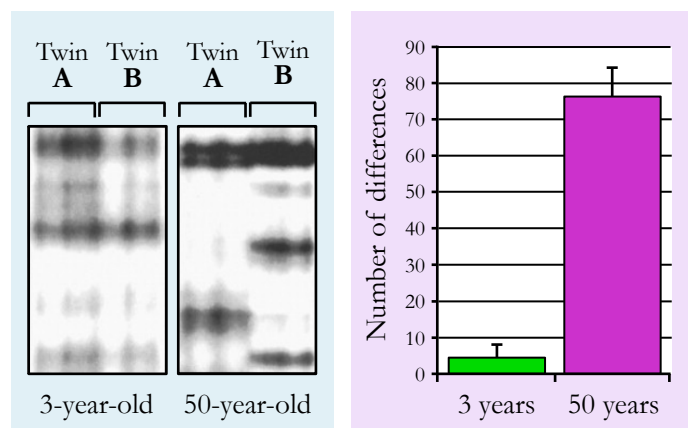 Twin Twin Twin Twin
A B A B
3-year-old 50-year-old
Number of differences
90
80
70
60
50
40
30
20
10
0
3 years 50 years